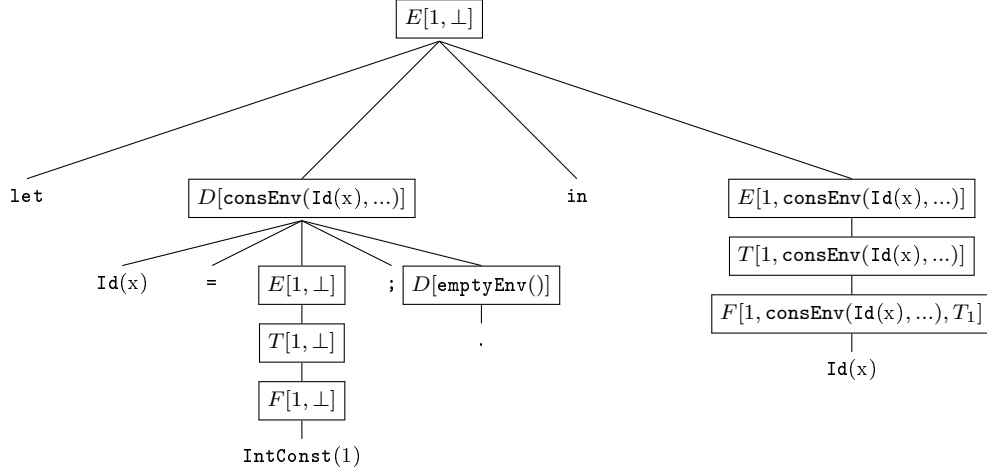 E[1, ⊥]
let D[consEnv(Id(x), ...)] in E[1, consEnv(Id(x), ...)]
T[1, consEnv(Id(x), ...)]
Id(x) = E[1, ⊥] ; D[emptyEnv()]
F[1, consEnv(Id(x), ...), T₁]
T[1, ⊥] .
Id(x)
F[1, ⊥]
IntConst(1)